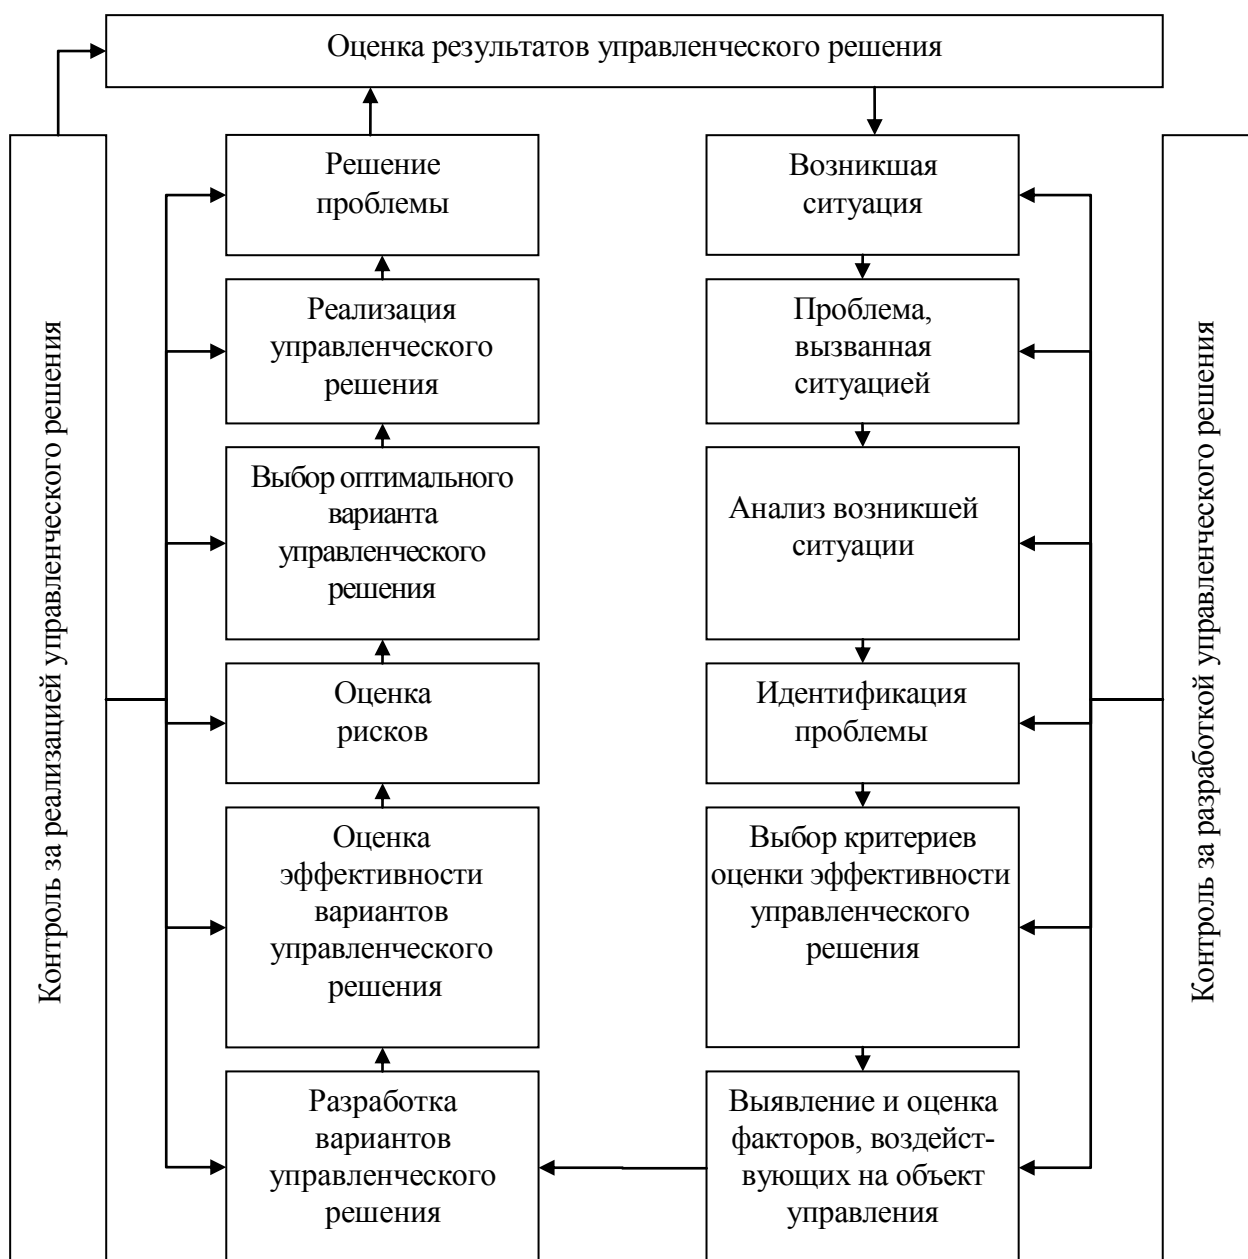 Оценка результатов управленческого решения
Контроль за реализацией управленческого решения
Решение
проблемы
Реализация
управленческого
решения
Выбор оптимального
варианта
управленческого
решения
Оценка
рисков
Оценка
эффективности
вариантов
управленческого
решения
Разработка
вариантов
управленческого
решения
Возникшая
ситуация
Проблема,
вызванная
ситуацией
Анализ возникшей
ситуации
Идентификация
проблемы
Выбор критериев
оценки эффективности
управленческого
решения
Выявление и оценка
факторов, воздейст-
вующих на объект
управления
Контроль за разработкой управленческого решения